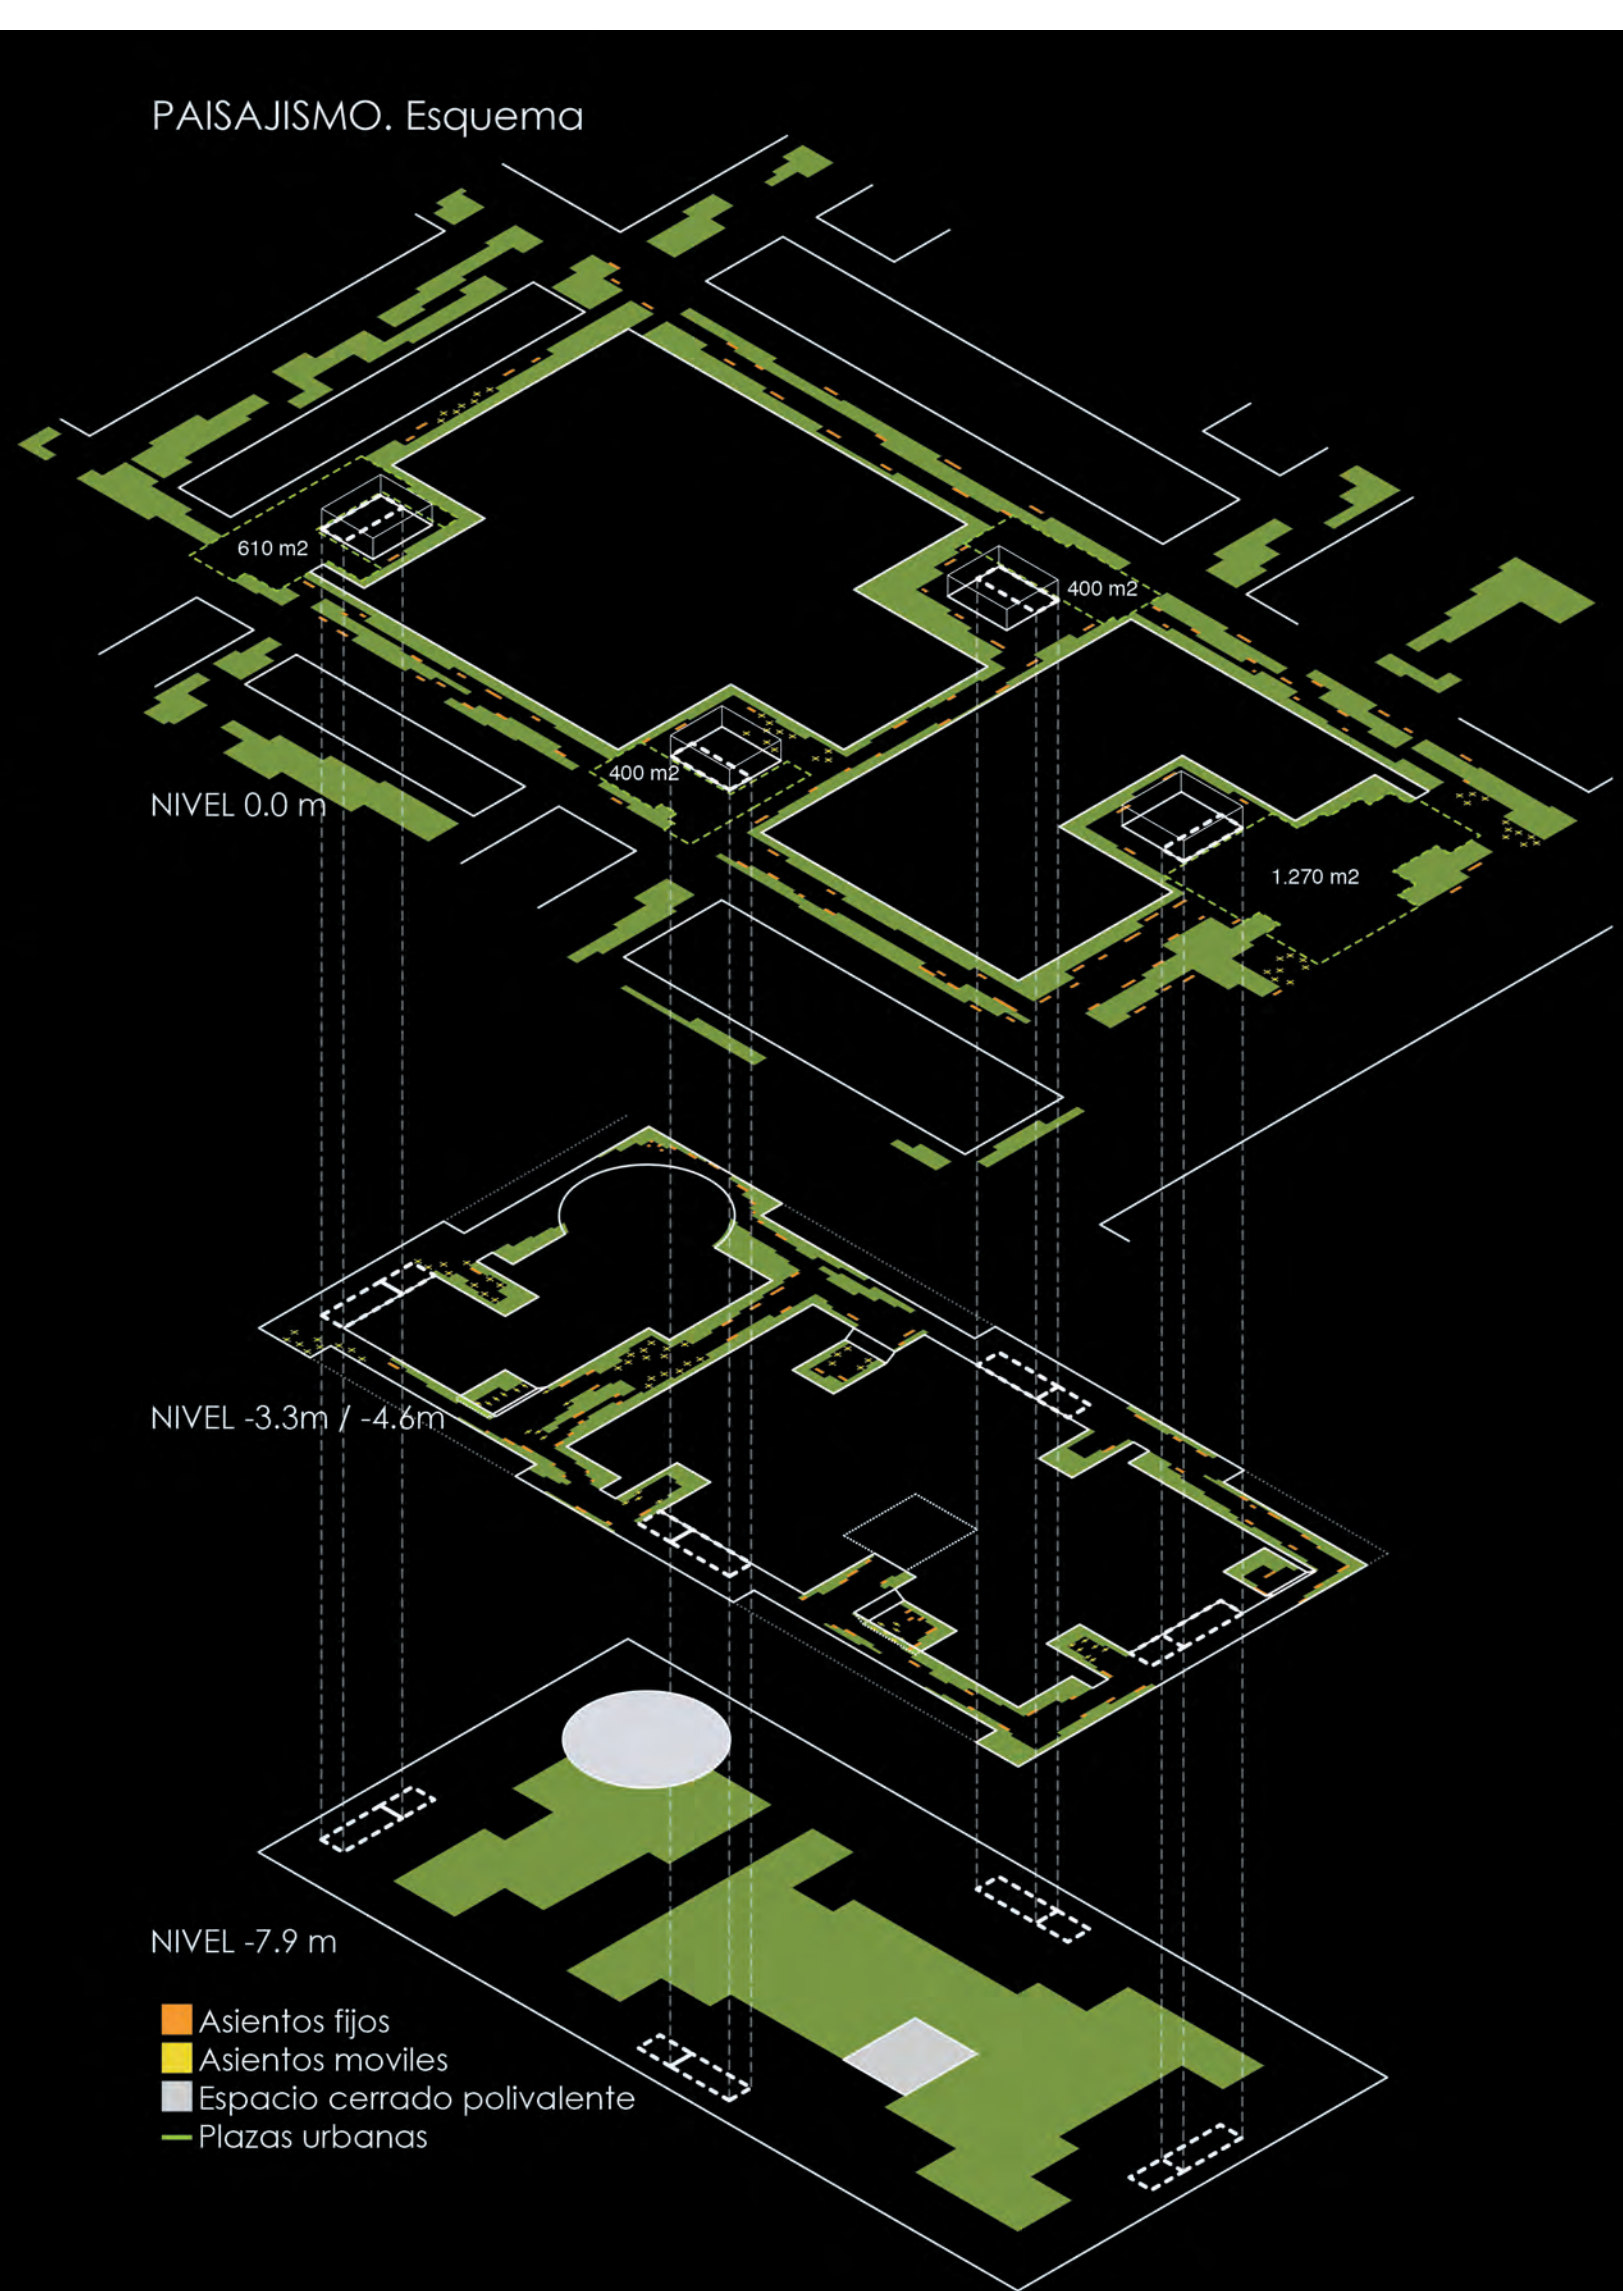 PAISAJISMO. Esquema
610 m2
400 m2
400 m2
NIVEL 0.0 m
1.270 m2
NIVEL -3.3m / -4.6m
NIVEL -7.9 m
Asientos fijos
Asientos moviles
Espacio cerrado polivalente
Plazas urbanas